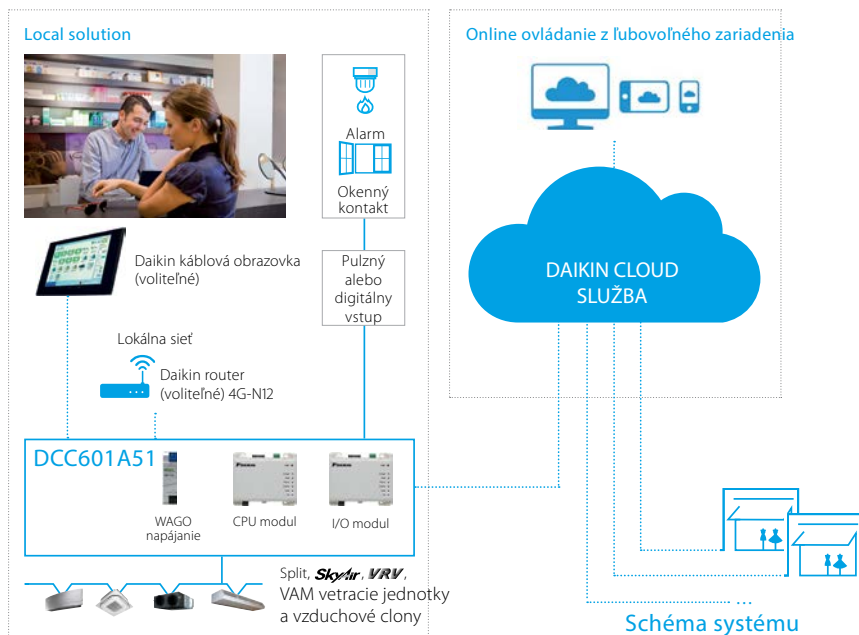 Local solution
Alarm
Okenný
kontakt
Daikin káblová obrazovka
(voliteľné)
Pulzný
alebo
digitálny
vstup
Lokálna sieť
Daikin router
(voliteľné) 4G-N12
DCC601A51
WAGO
napájanie
CPU modul
I/O modul
Split, SkyAir, VRV,
VAM vetracie jednotky
a vzduchové clony
Online ovládanie z ľubovoľného zariadenia
DAIKIN CLOUD
SLUŽBA
...
Schéma systému